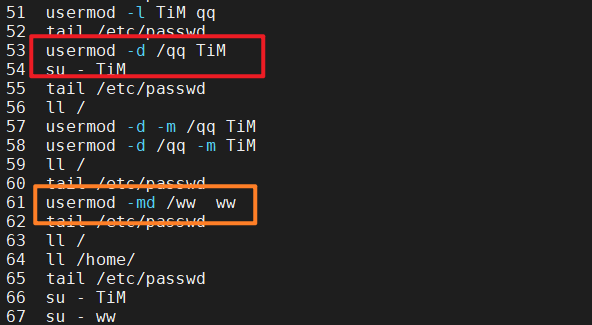 51 usermod -l TiM qq
52 tail /etc/passwd
53 usermod -d /qq TiM
54 su - TiM
55 tail /etc/passwd
56 ll /
57 usermod -d -m /qq TiM
58 usermod -d /qq -m TiM
59 ll /
60 tail /etc/passwd
61 usermod -md /ww  ww
62 tail /etc/passwd
63 ll /
64 ll /home/
65 tail /etc/passwd
66 su - TiM
67 su - ww